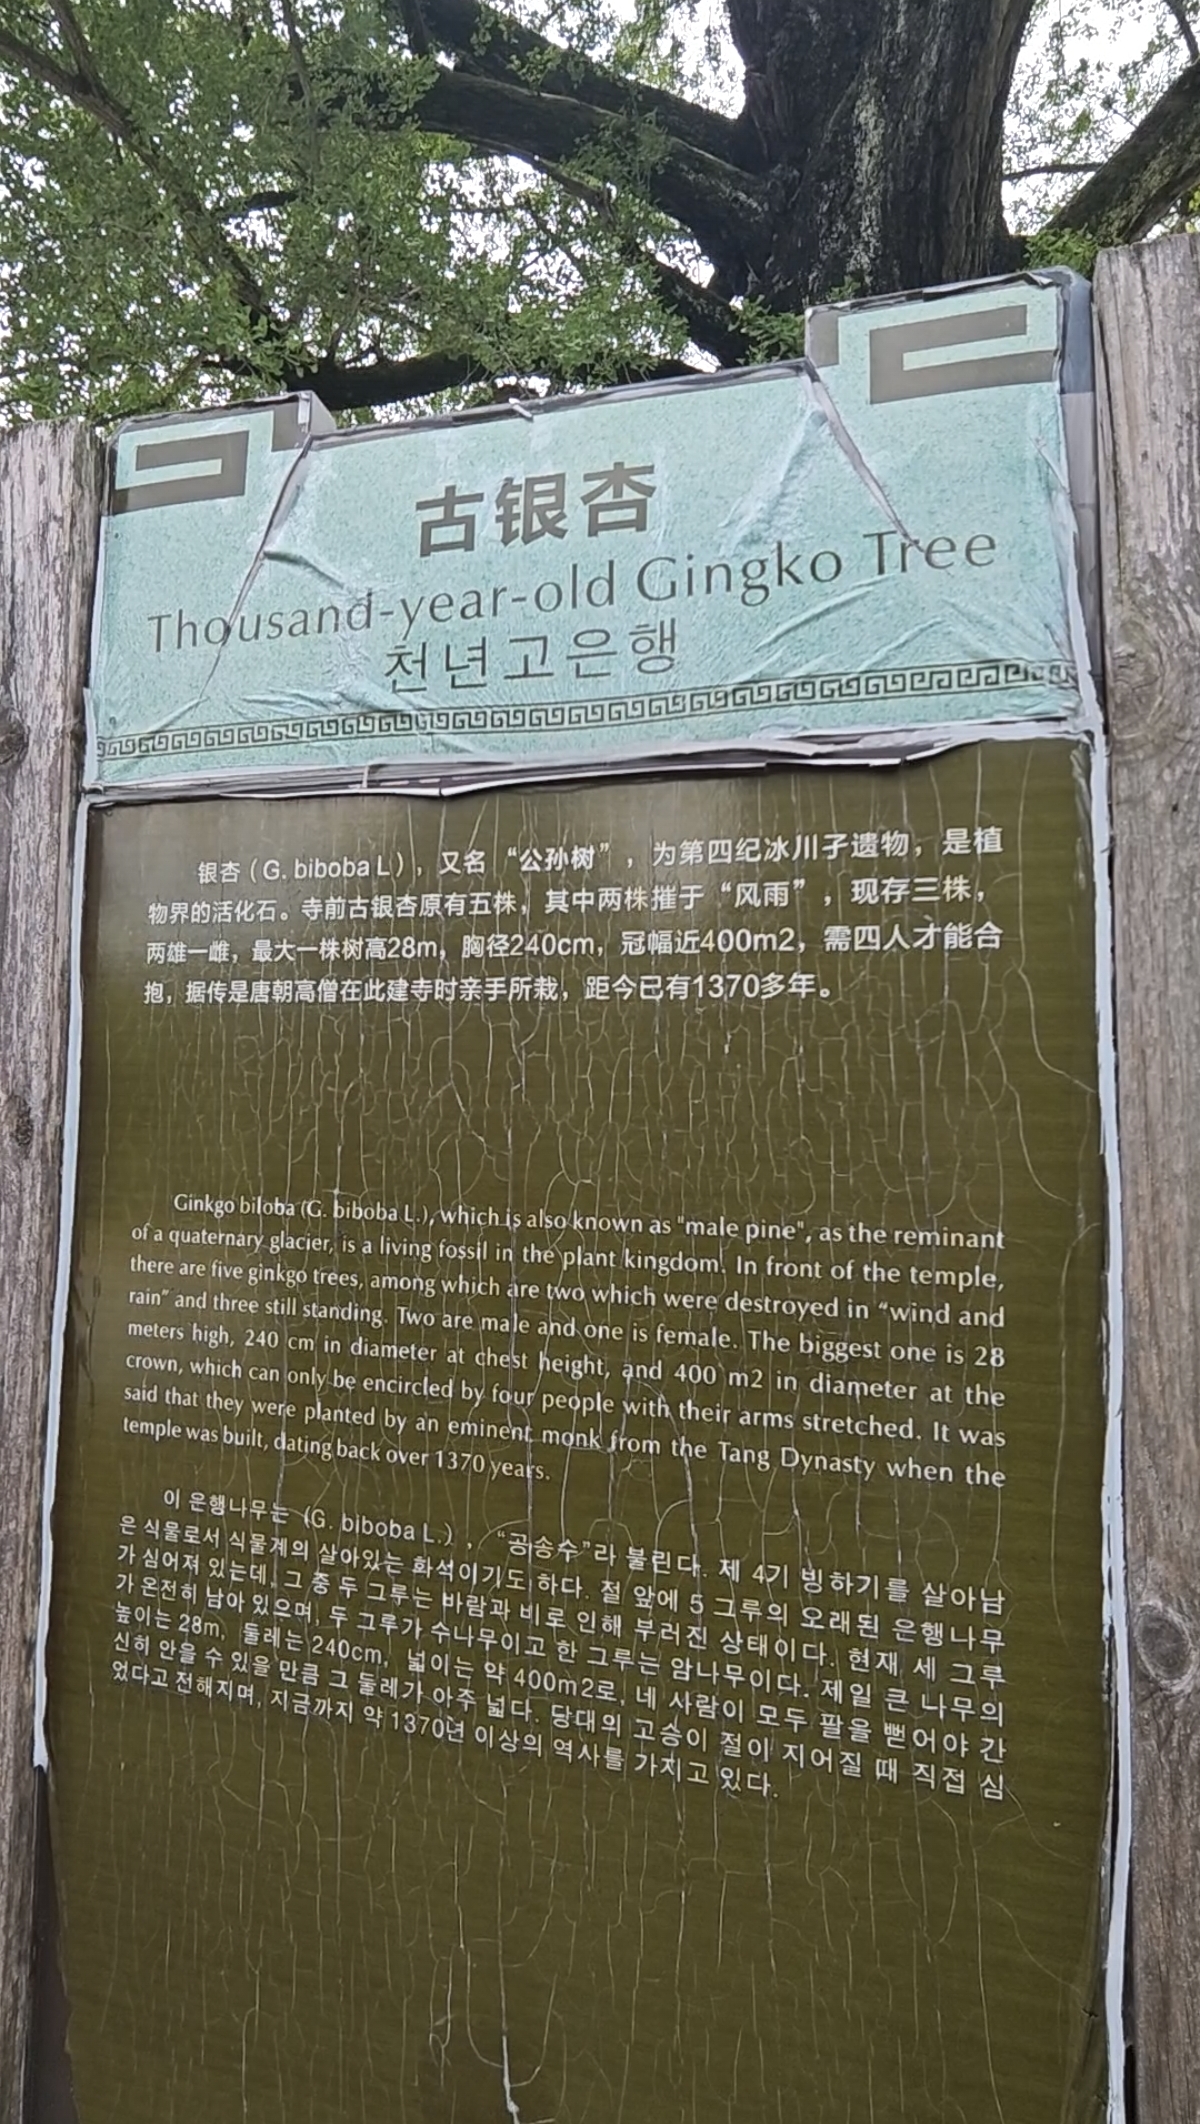 古银杏
Thousand-year-old Gingko Tree
천년고은행
银杏（G. biboba L），又名“公孙树”，为第四纪冰川孑遗物，是植
物界的活化石。寺前古银杏原有五株，其中两株摧于“风雨”，现存三株，
两雄一雌，最大一株树高28m，胸径240cm，冠幅近400m2，需四人才能合
抱，据传是唐朝高僧在此建寺时亲手所栽，距今已有1370多年。
Ginkgo biloba (G. biboba L.), which is also known as "male pine", as the reminant
of a quaternary glacier, is a living fossil in the plant kingdom. In front of the temple,
there are five ginkgo trees, among which are two which were destroyed in “wind and
rain” and three still standing. Two are male and one is female. The biggest one is 28
meters high, 240 cm in diameter at chest height, and 400 m2 in diameter at the
crown, which can only be encircled by four people with their arms stretched. It was
said that they were planted by an eminent monk from the Tang Dynasty when the
temple was built, dating back over 1370 years.
이 은행나무는 (G. biboba L.), “공송수”라 불린다. 제 4기 빙하기를 살아남
은 식물로서 식물계의 살아있는 화석이기도 하다. 절 앞에 5 그루의 오래된 은행나무
가 심어져 있는데, 그 중 두 그루는 바람과 비로 인해 부러진 상태이다. 현재 세 그루
가 온전히 남아 있으며, 두 그루가 수나무이고 한 그루는 암나무이다. 제일 큰 나무의
높이는 28m, 둘레는 240cm, 넓이는 약 400m2로, 네 사람이 모두 팔을 뻗어야 간
신히 안을 수 있을 만큼 그 둘레가 아주 넓다. 당대의 고승이 절이 지어질 때 직접 심
었다고 전해지며, 지금까지 약 1370년 이상의 역사를 가지고 있다.